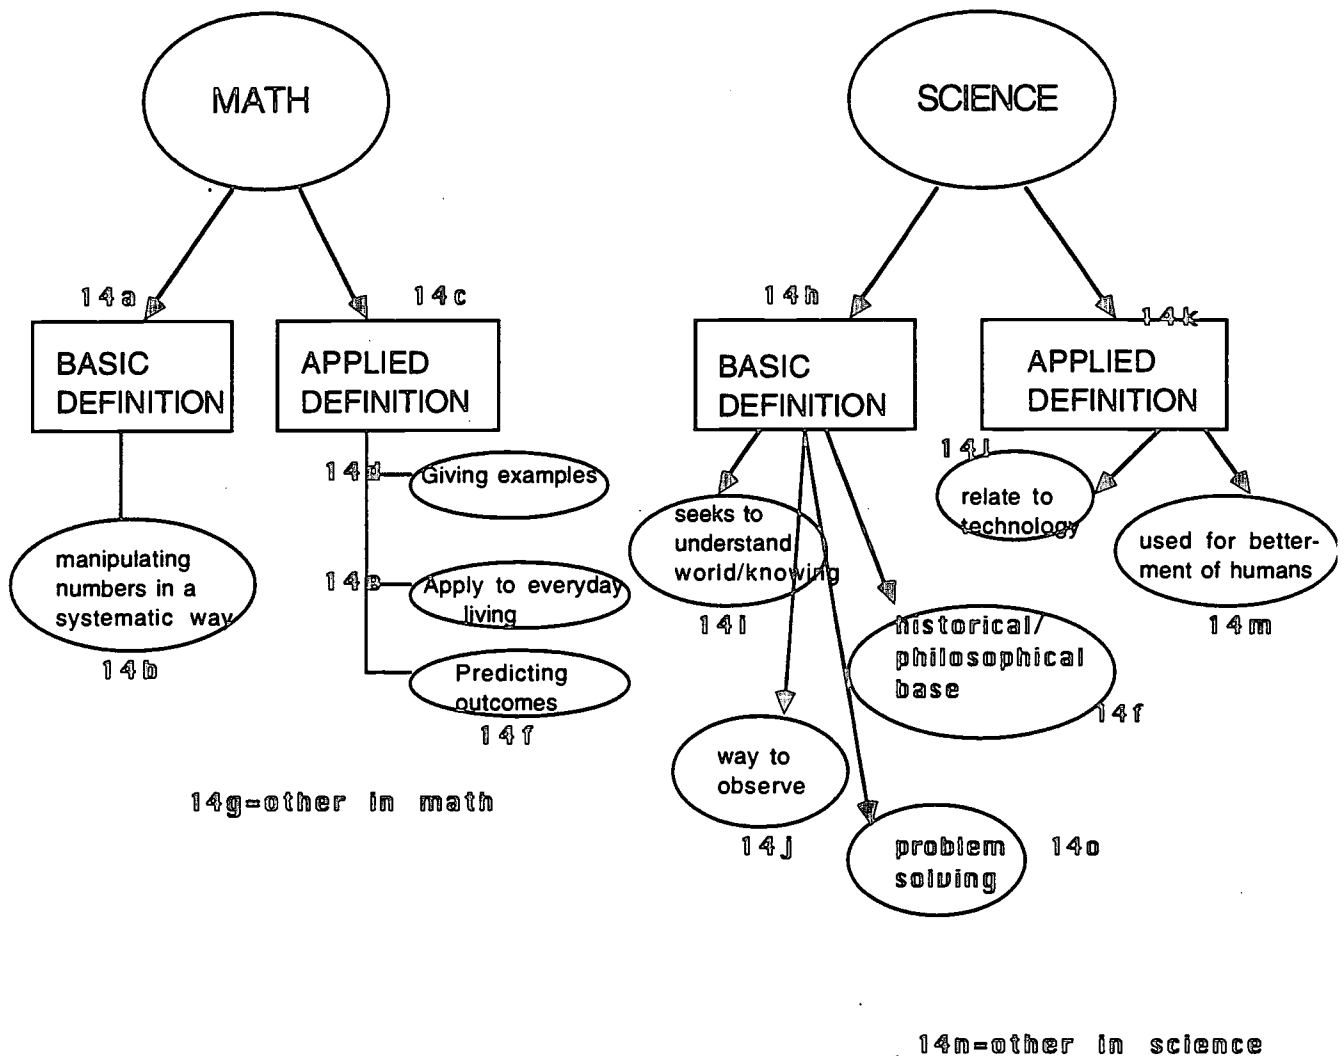 MATH
14a
14c
BASIC
DEFINITION
APPLIED
DEFINITION
14d
Giving examples
14e
Apply to everyday
living
Predicting
outcomes
14f
manipulating
numbers in a
systematic way
14b
14g=other in math
SCIENCE
14h
14k
BASIC
DEFINITION
APPLIED
DEFINITION
14l
relate to
technology
used for better-
ment of humans
14m
seeks to
understand
world/knowing
14i
historical/
philosophical
base
14f
way to
observe
14j
problem
solving
14o
14n=other in science